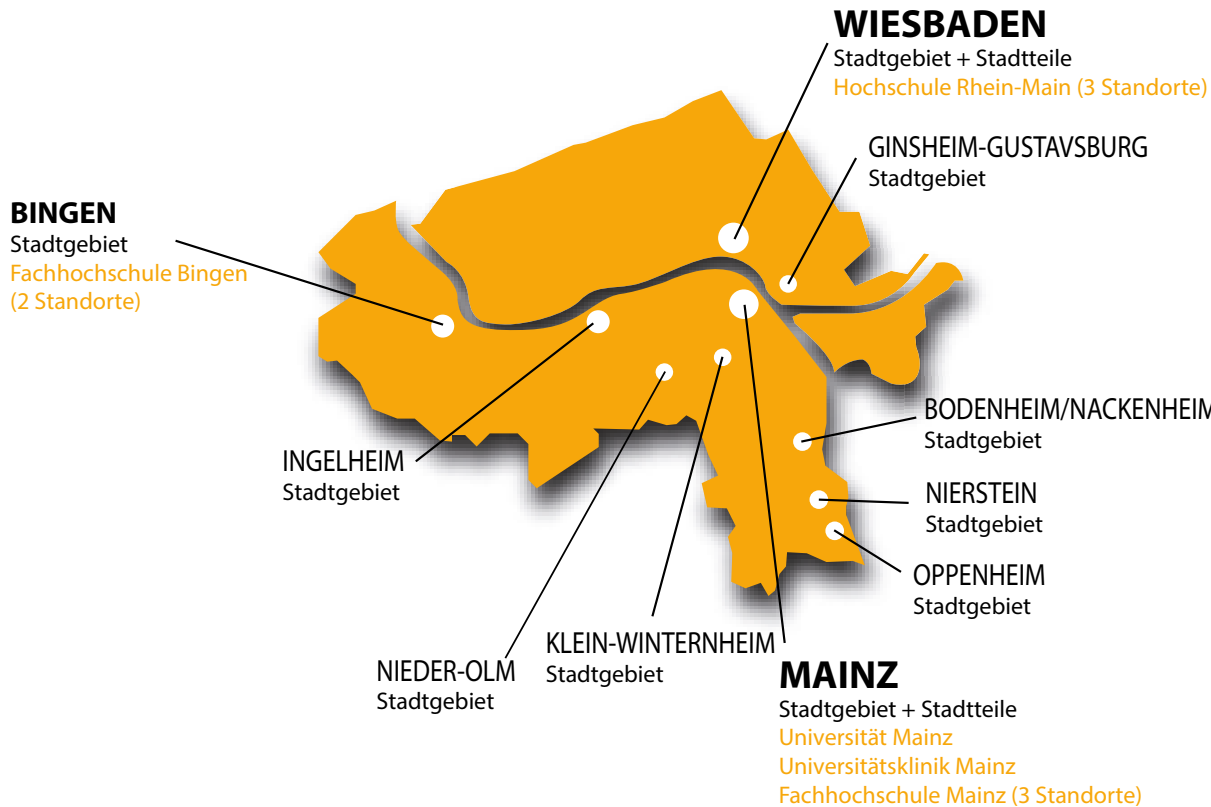 WIESBADEN
Stadtgebiet + Stadtteile
Hochschule Rhein-Main (3 Standorte)
GINSHEIM-GUSTAVSBURG
Stadtgebiet
BINGEN
Stadtgebiet
Fachhochschule Bingen
(2 Standorte)
BODENHEIM/NACKENHEIM
Stadtgebiet
INGELHEIM
Stadtgebiet
NIERSTEIN
Stadtgebiet
OPPENHEIM
Stadtgebiet
KLEIN-WINTERNHEIM
Stadtgebiet
NIEDER-OLM
Stadtgebiet
MAINZ
Stadtgebiet + Stadtteile
Universität Mainz
Universitätsklinik Mainz
Fachhochschule Mainz (3 Standorte)